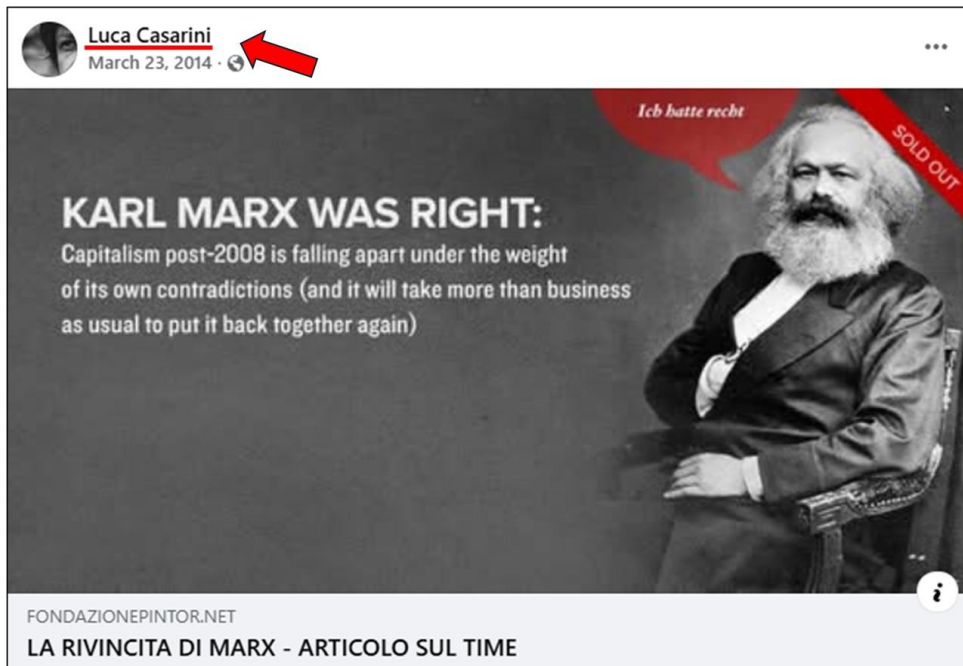 Luca Casarini
March 23, 2014 ·
Ich hatte recht
SOLD OUT
KARL MARX WAS RIGHT:
Capitalism post-2008 is falling apart under the weight
of its own contradictions (and it will take more than business
as usual to put it back together again)
FONDAZIONEPINTOR.NET
LA RIVINCITA DI MARX - ARTICOLO SUL TIME